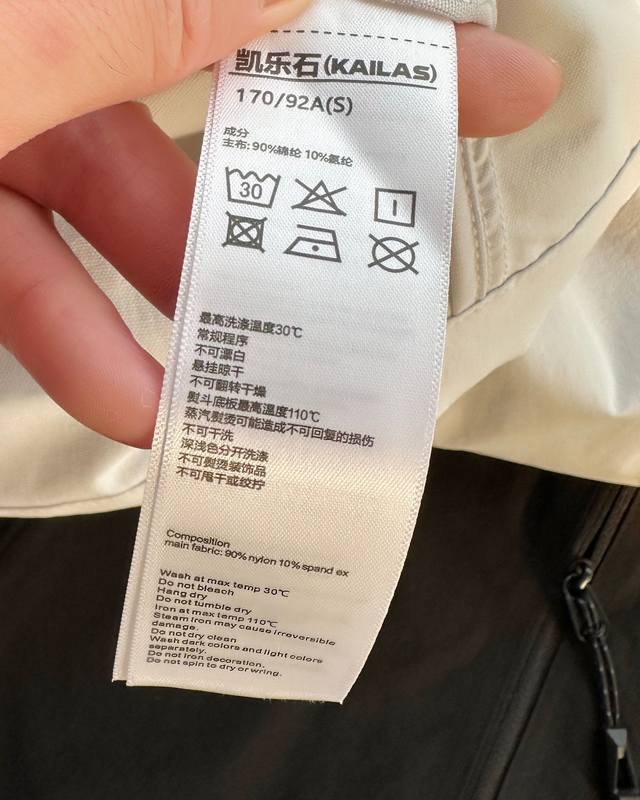 凯乐石(KAILAS)
170/92A(S)
成分
主布: 90%锦纶 10%氨纶
30
最高洗涤温度30℃
常规程序
不可漂白
悬挂晾干
不可翻转干燥
熨斗底板最高温度110℃
蒸汽熨烫可能造成不可回复的损伤
不可干洗
深浅色分开洗涤
不可熨烫装饰品
不可甩干或绞拧
Composition
main fabric: 90% nylon 10% spand ex
Wash at max temp 30℃
Do not bleach
Hang dry
Do not tumble dry
Iron at max temp 110℃
Steam iron may cause irreversible
damage.
Do not dry clean
Wash dark colors and light colors
separately.
Do not iron decoration.
Do not spin to dry or wring.